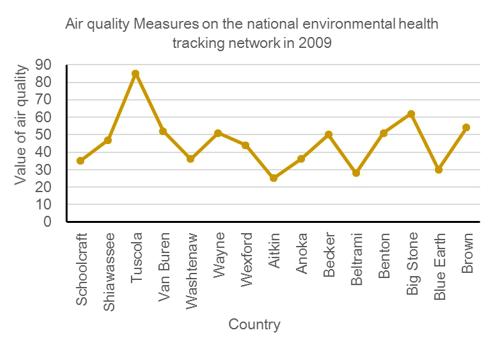 Air quality Measures on the national environmental health
tracking network in 2009
Value of air quality
90
80
70
60
50
40
30
20
10
0
Schoolcraft
Shiawassee
Tuscola
Van Buren
Washtenaw
Wayne
Wexford
Aitkin
Anoka
Becker
Beltrami
Benton
Big Stone
Blue Earth
Brown
Country